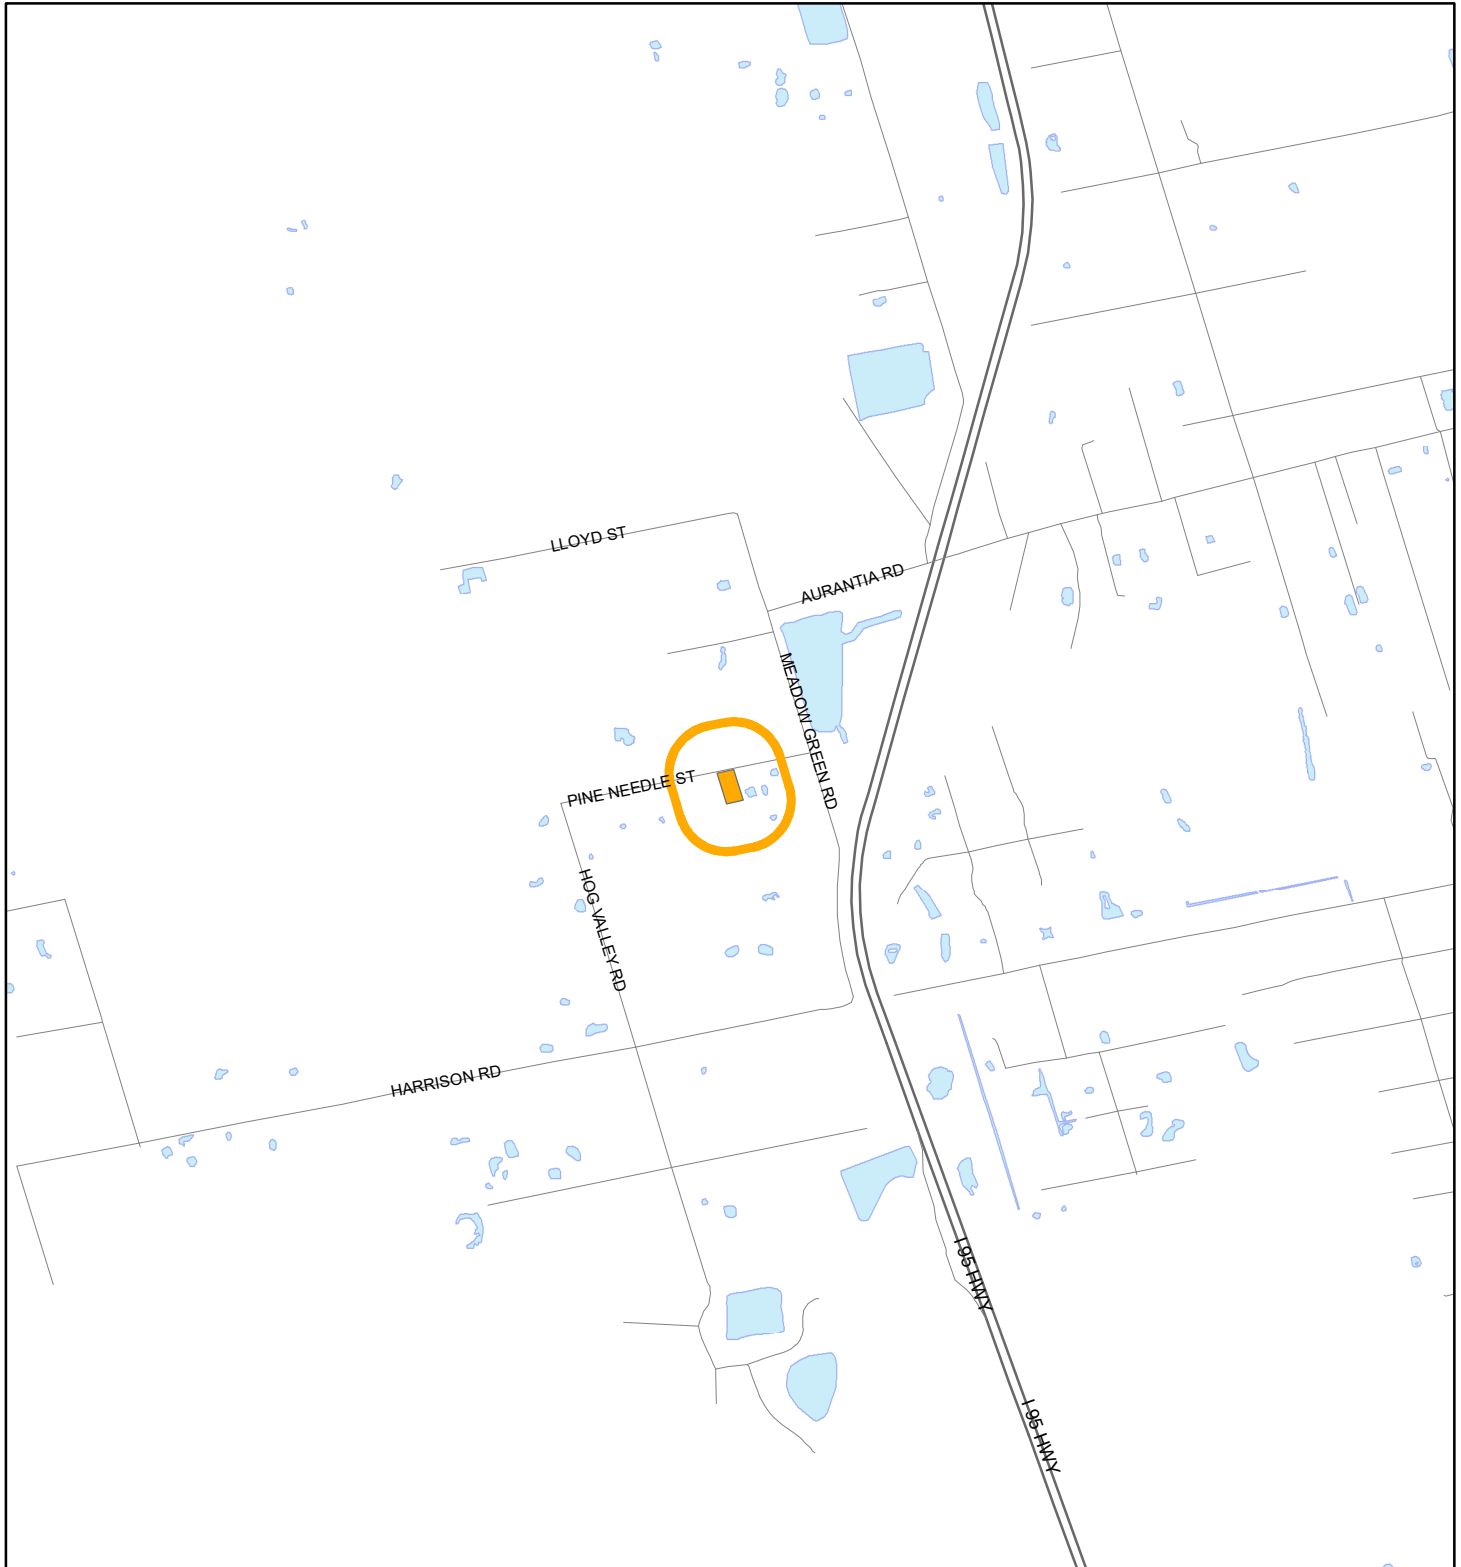 LLOYD ST
AURANTIA RD
MEADOW GREEN RD
PINE NEEDLE ST
HOG VALLEY RD
HARRISON RD
I 95 HWY
I 95 HWY